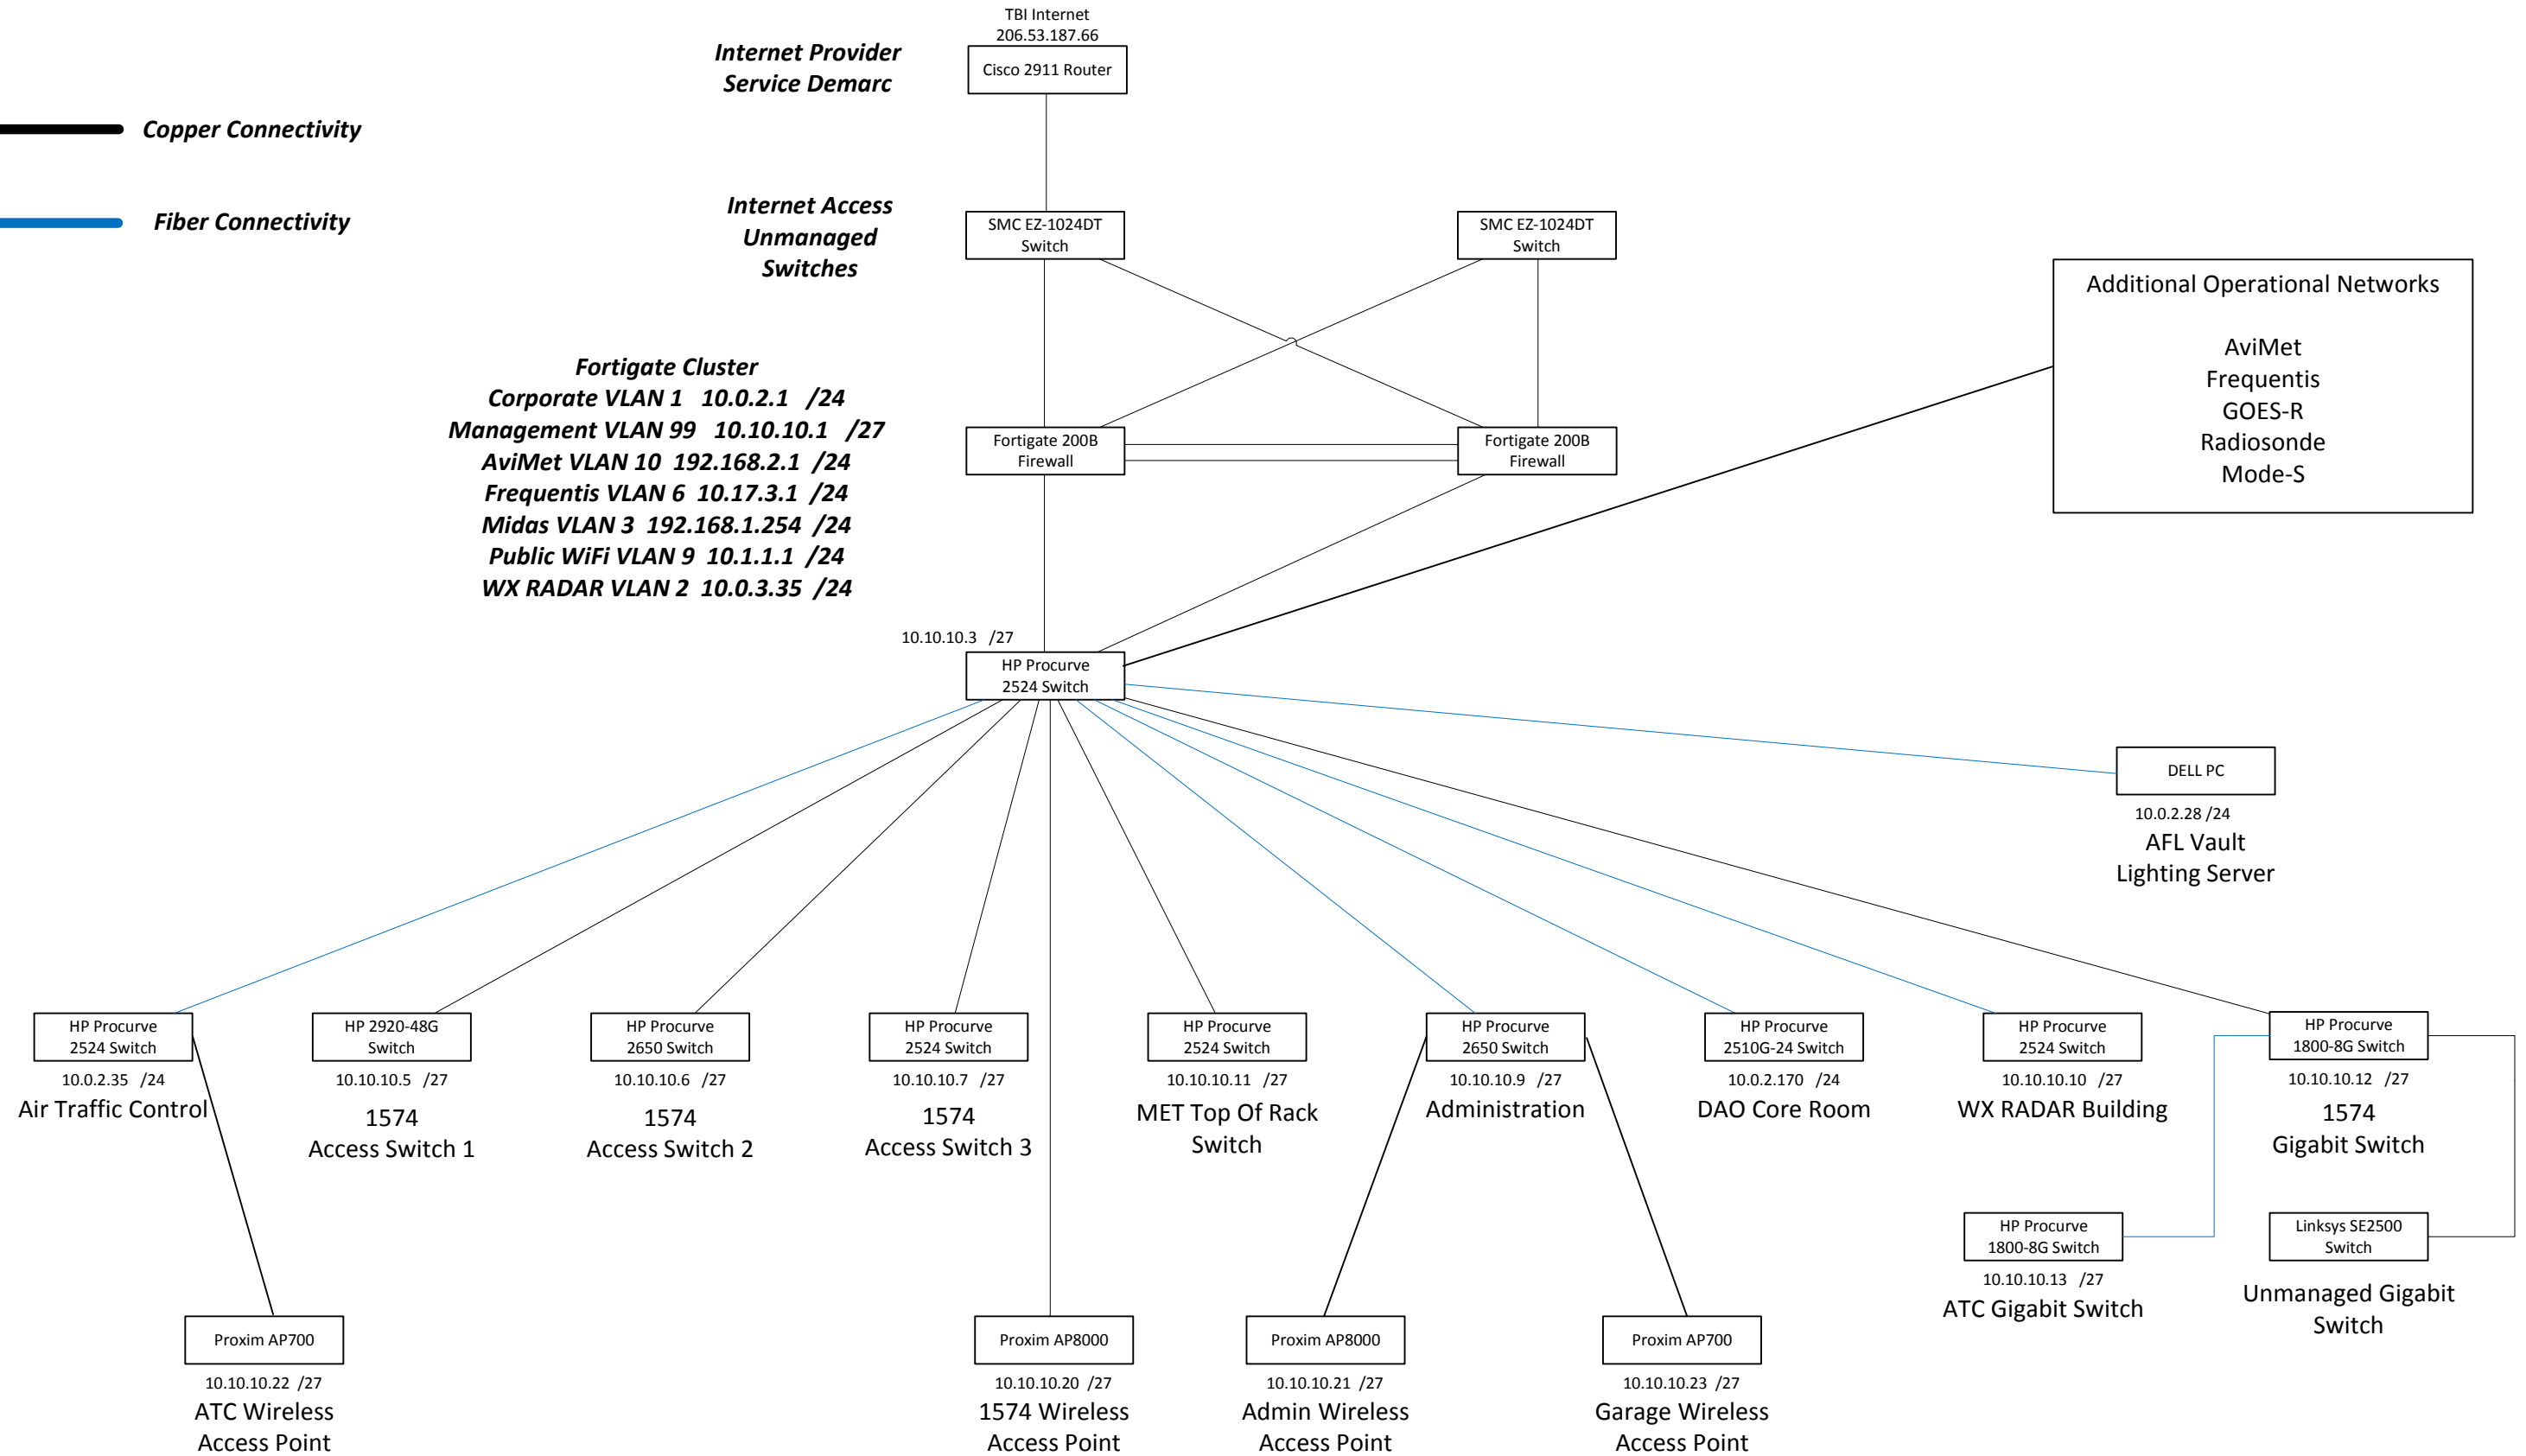 TBI Internet
206.53.187.66
Internet Provider
Service Demarc
Cisco 2911 Router
Copper Connectivity
Fiber Connectivity
Internet Access
Unmanaged
Switches
SMC EZ-1024DT
Switch
SMC EZ-1024DT
Switch
Additional Operational Networks
AviMet
Frequentis
GOES-R
Radiosonde
Mode-S
Fortigate Cluster
Corporate VLAN 1 10.0.2.1 /24
Management VLAN 99 10.10.10.1 /27
AviMet VLAN 10 192.168.2.1 /24
Frequentis VLAN 6 10.17.3.1 /24
Midas VLAN 3 192.168.1.254 /24
Public WiFi VLAN 9 10.1.1.1 /24
WX RADAR VLAN 2 10.0.3.35 /24
Fortigate 200B
Firewall
Fortigate 200B
Firewall
10.10.10.3 /27
HP Procurve
2524 Switch
DELL PC
10.0.2.28 /24
AFL Vault
Lighting Server
HP Procurve
2524 Switch
10.0.2.35 /24
Air Traffic Control
HP 2920-48G
Switch
10.10.10.5 /27
1574
Access Switch 1
HP Procurve
2650 Switch
10.10.10.6 /27
1574
Access Switch 2
HP Procurve
2524 Switch
10.10.10.7 /27
1574
Access Switch 3
HP Procurve
2524 Switch
10.10.10.11 /27
MET Top Of Rack
Switch
HP Procurve
2650 Switch
10.10.10.9 /27
Administration
HP Procurve
2510G-24 Switch
10.0.2.170 /24
DAO Core Room
HP Procurve
2524 Switch
10.10.10.10 /27
WX RADAR Building
HP Procurve
1800-8G Switch
10.10.10.12 /27
1574
Gigabit Switch
HP Procurve
1800-8G Switch
10.10.10.13 /27
ATC Gigabit Switch
Linksys SE2500
Switch
Unmanaged Gigabit
Switch
Proxim AP700
10.10.10.22 /27
ATC Wireless
Access Point
Proxim AP8000
10.10.10.20 /27
1574 Wireless
Access Point
Proxim AP8000
10.10.10.21 /27
Admin Wireless
Access Point
Proxim AP700
10.10.10.23 /27
Garage Wireless
Access Point